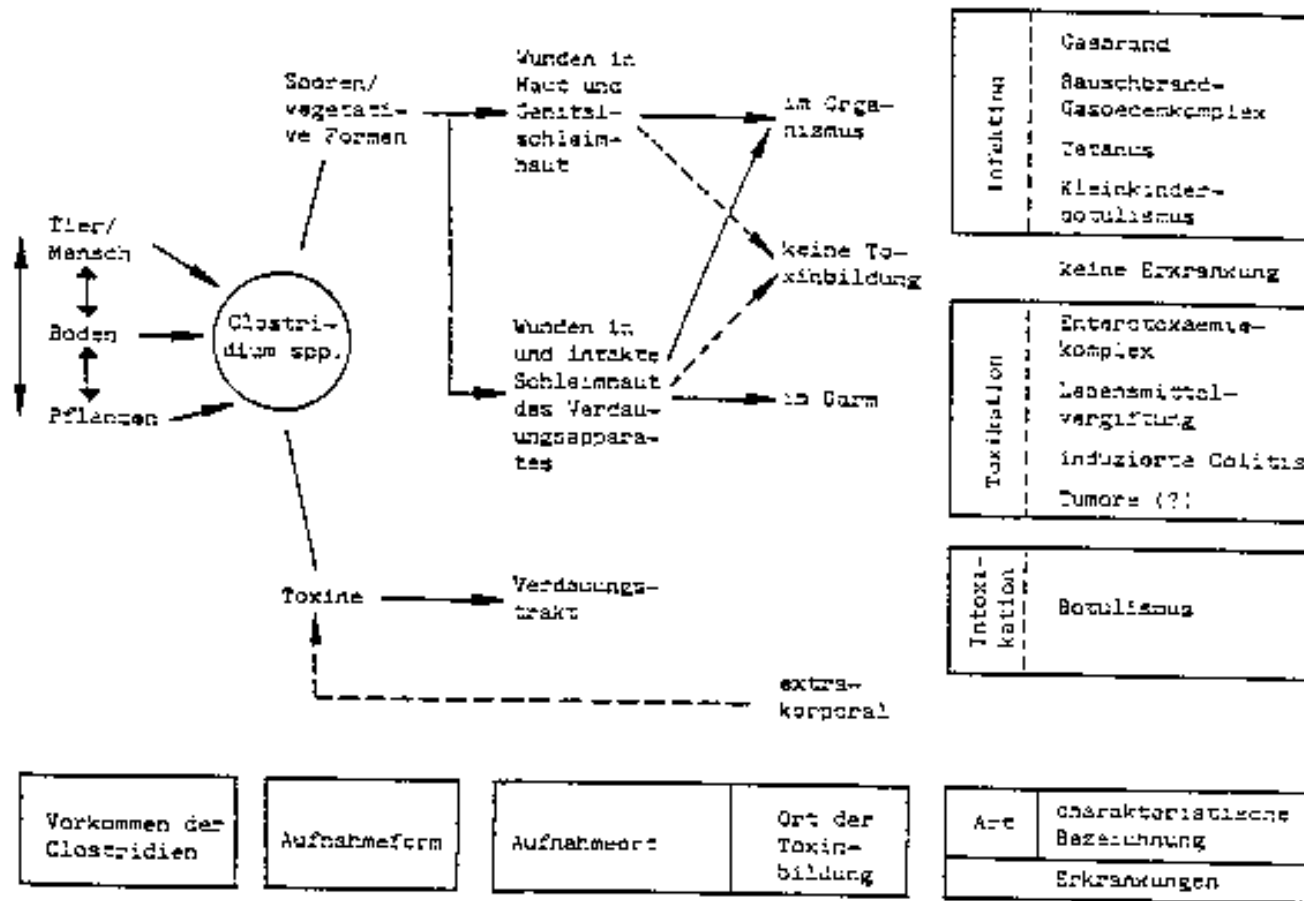 Sporen/
vegetati-
ve Formen
Wunden in
Haut und
Genital-
schleim-
haut
im Orga-
nismus
Tier/
Mensch
Boden
Pflanzen
Clostri-
dium spp.
keine To-
xinbildung
Wunden in
und intakte
Schleimhaut
des Verdau-
ungsappara-
tes
im Darm
Toxine
Verdauungs-
trakt
extra-
korporal
Infektion
Gasbrand
Rauschbrand-
Gasoedemkomplex
Tetanus
Kleinkinder-
botulismus
keine Erkrankung
Toxikation
Enterotoxaemie-
komplex
Lebensmittel-
vergiftung
induzierte Colitis
Tumore (?)
Intoxi-
kation
Botulismus
Vorkommen der
Clostridien
Aufnahmeform
Aufnahmeort
Ort der
Toxin-
bildung
Art
charakteristische
Bezeichnung
Erkrankungen